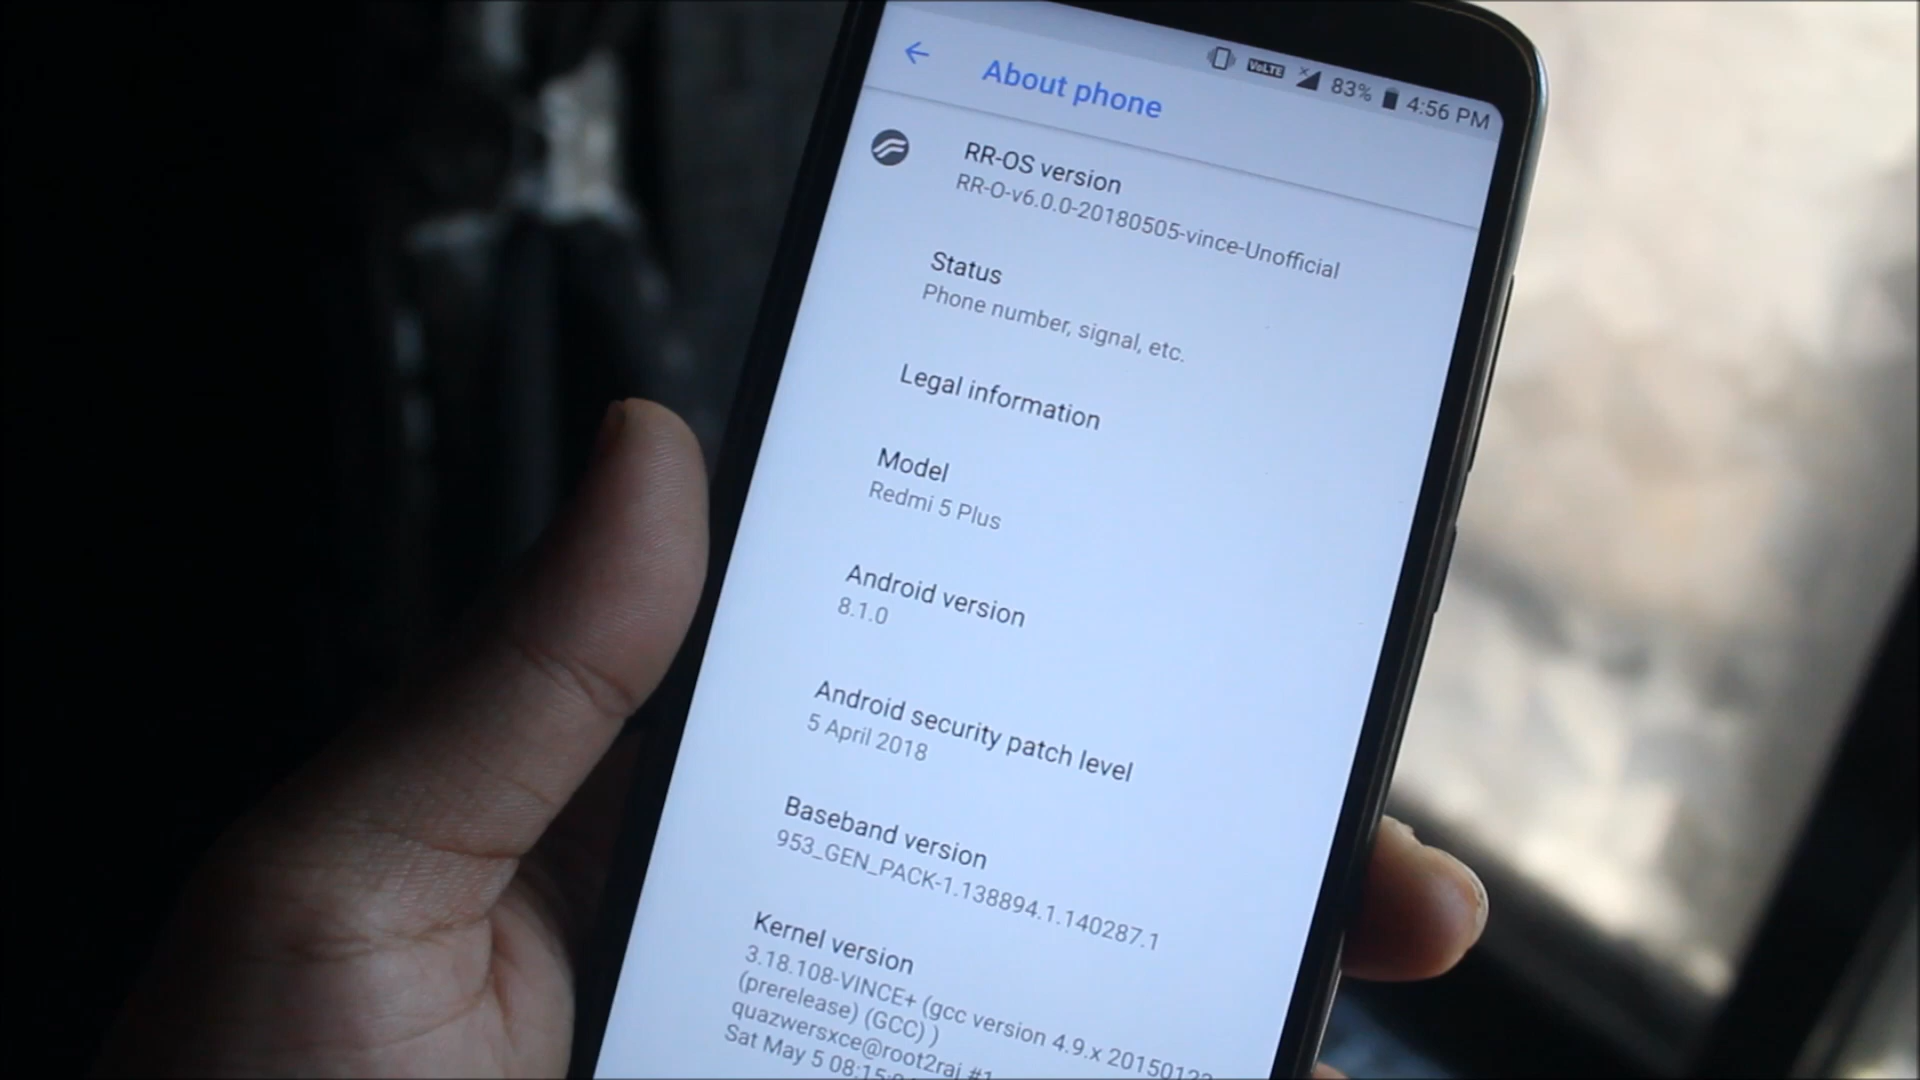 VoLTE 83% 4:56 PM
About phone
RR-OS version
RR-O-v6.0.0-20180505-vince-Unofficial
Status
Phone number, signal, etc.
Legal information
Model
Redmi 5 Plus
Android version
8.1.0
Android security patch level
5 April 2018
Baseband version
953_GEN_PACK-1.138894.1.140287.1
Kernel version
3.18.108-VINCE+ (gcc version 4.9.x 20150123
(prerelease) (GCC) )
quazwersxce@root2raj #1
Sat May 5